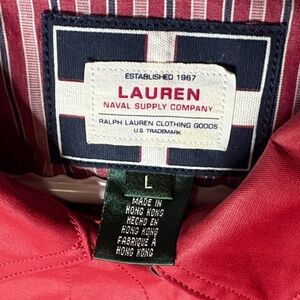 ESTABLISHED 1967
LAUREN
NAVAL SUPPLY COMPANY
RALPH LAUREN CLOTHING GOODS
U.S. TRADEMARK
L
MADE IN
HONG KONG
HECHO EN
HONG KONG
FABRIQUÉ À
HONG KONG